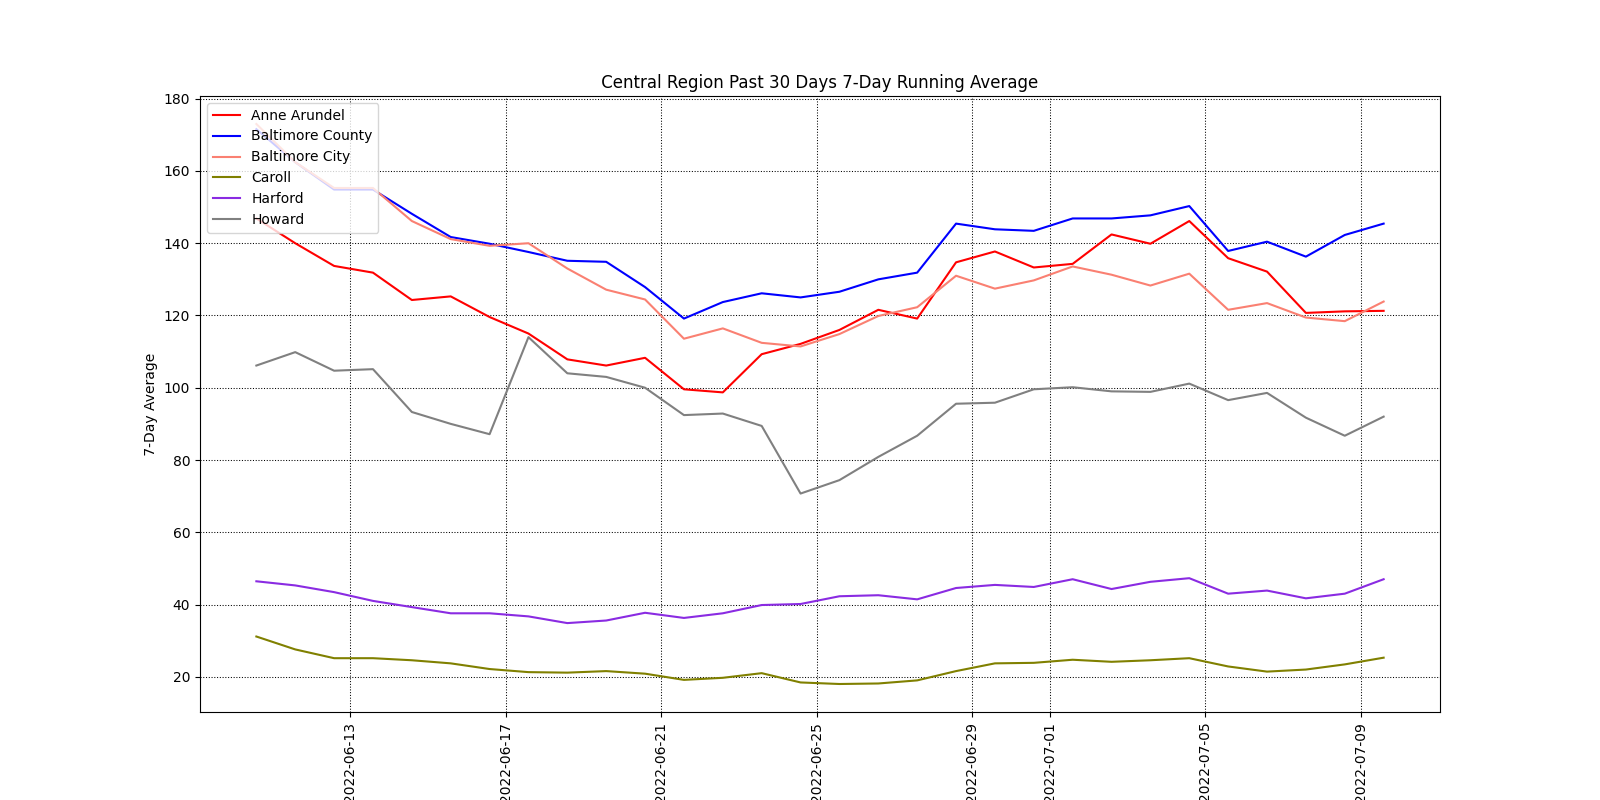 Central Region Past 30 Days 7-Day Running Average
Anne Arundel
Baltimore County
Baltimore City
Caroll
Harford
Howard
7-Day Average
180
160
140
120
100
80
60
40
20
2022-06-13
2022-06-17
2022-06-21
2022-06-25
2022-06-29
2022-07-01
2022-07-05
2022-07-09